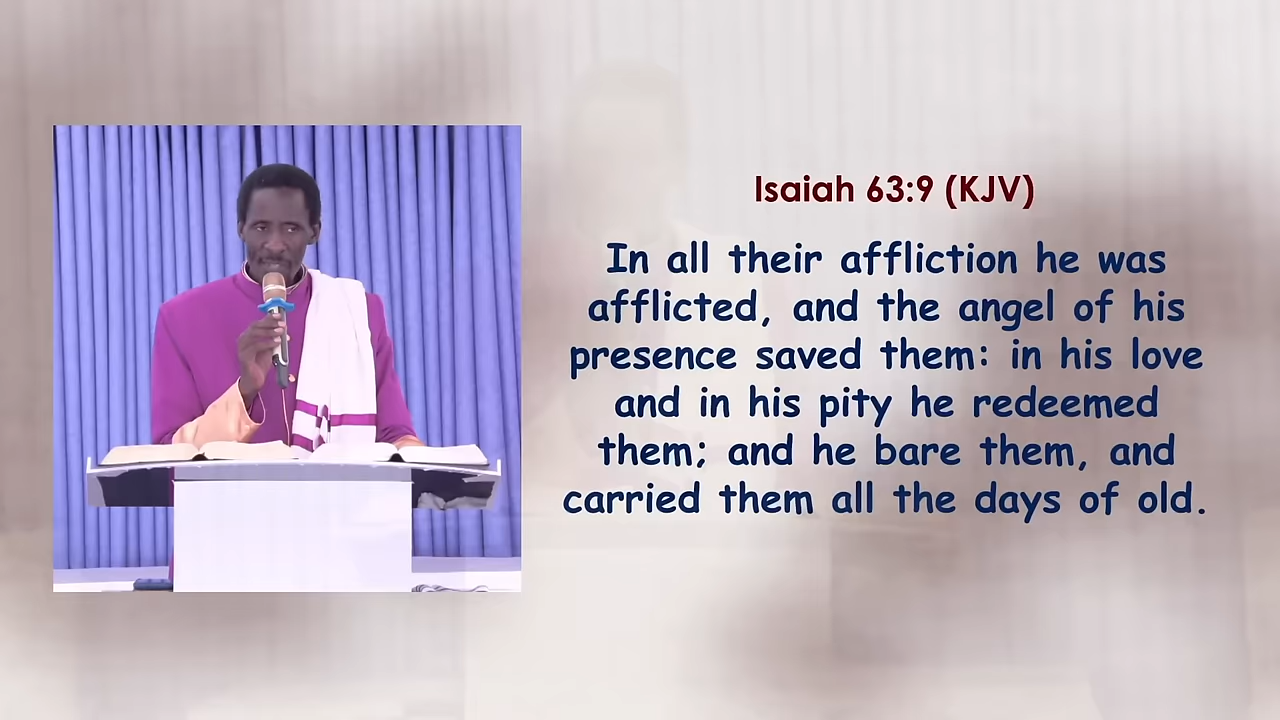 Isaiah 63:9 (KJV)
In all their affliction he was
afflicted, and the angel of his
presence saved them: in his love
and in his pity he redeemed
them; and he bare them, and
carried them all the days of old.